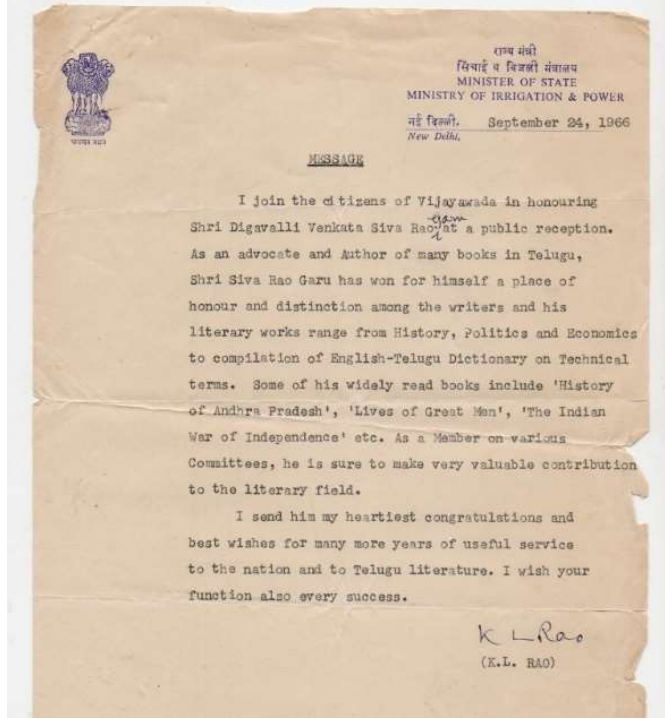 राज्य मंत्री
सिंचाई व बिजली मंत्रालय
MINISTER OF STATE
MINISTRY OF IRRIGATION & POWER
नई दिल्ली, September 24, 1966
New Delhi,
सत्यमेव जयते
MESSAGE
I join the citizens of Vijayawada in honouring
garu
Shri Digavalli Venkata Siva Rao at a public reception.
As an advocate and Author of many books in Telugu,
Shri Siva Rao Garu has won for himself a place of
honour and distinction among the writers and his
literary works range from History, Politics and Economics
to compilation of English-Telugu Dictionary on Technical
terms. Some of his widely read books include 'History
of Andhra Pradesh', 'Lives of Great Men', 'The Indian
War of Independence' etc. As a Member on various
Committees, he is sure to make very valuable contribution
to the literary field.
I send him my heartiest congratulations and
best wishes for many more years of useful service
to the nation and to Telugu literature. I wish your
function also every success.
K L Rao
(K.L. RAO)